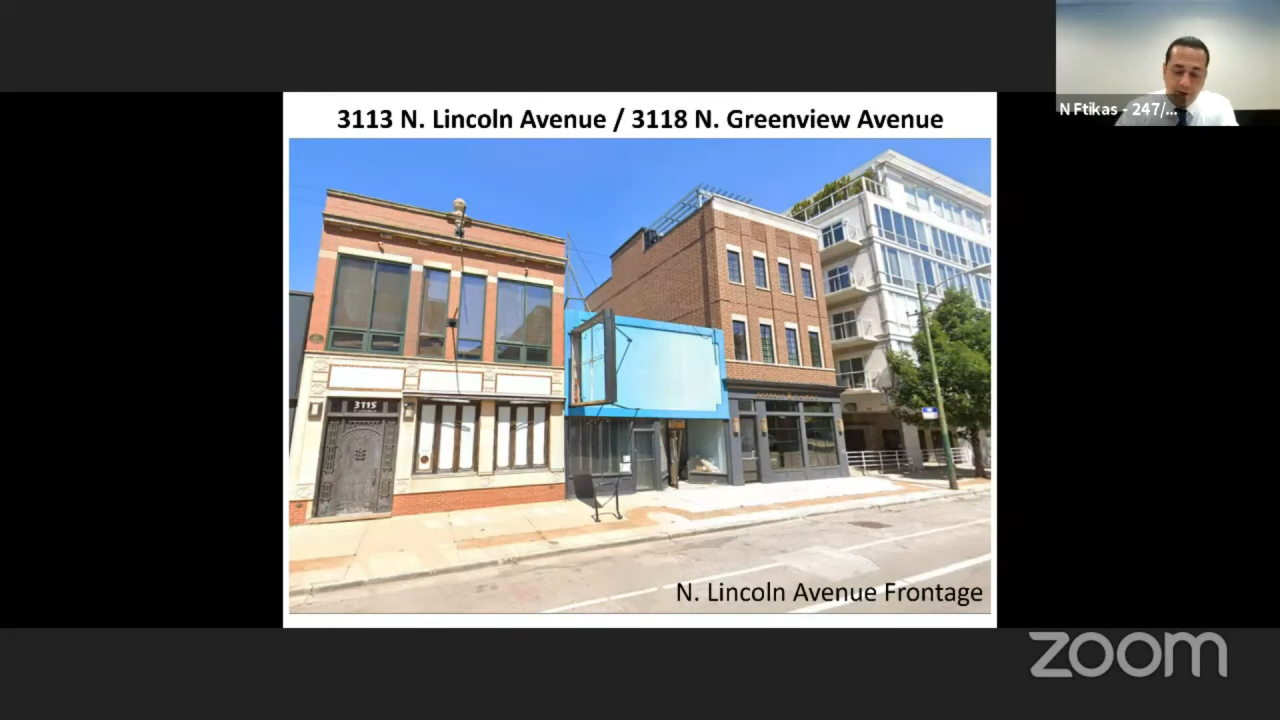 3113 N. Lincoln Avenue / 3118 N. Greenview Avenue
N Ftikas - 247/...
3115
N. Lincoln Avenue Frontage
zoom